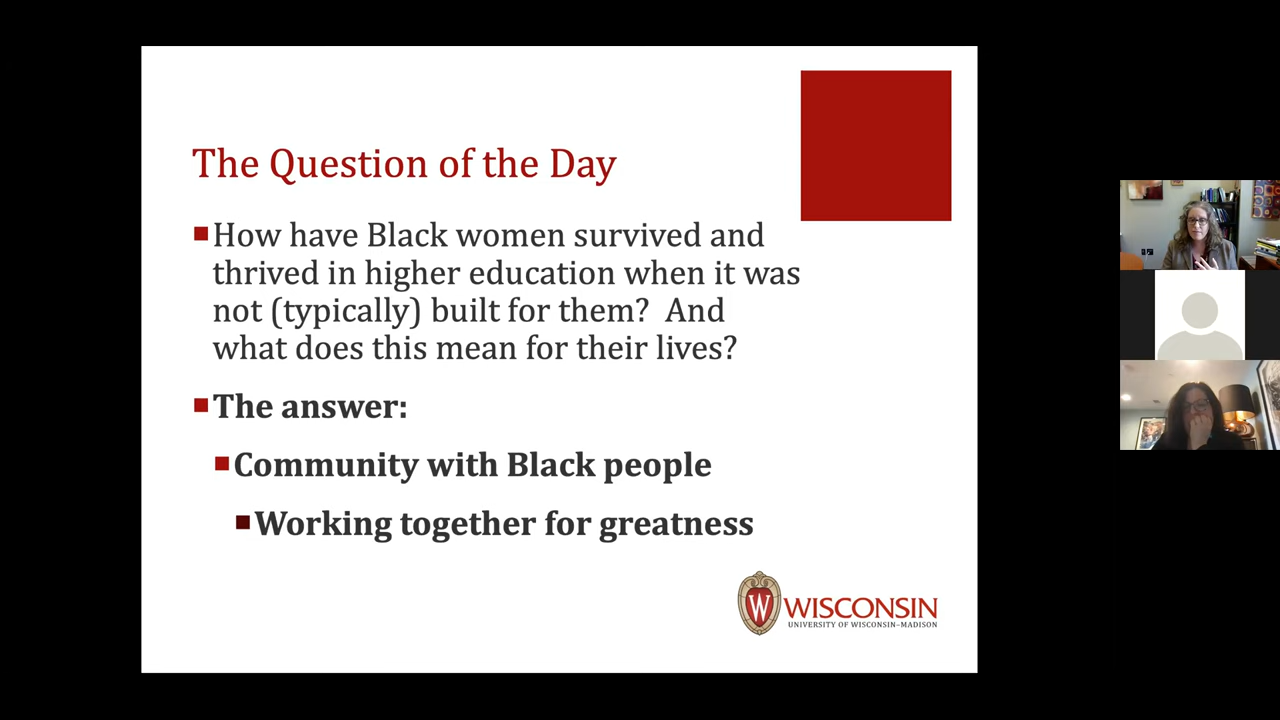 The Question of the Day
How have Black women survived and
thrived in higher education when it was
not (typically) built for them?  And
what does this mean for their lives?
The answer:
Community with Black people
Working together for greatness
W
WISCONSIN
UNIVERSITY OF WISCONSIN–MADISON